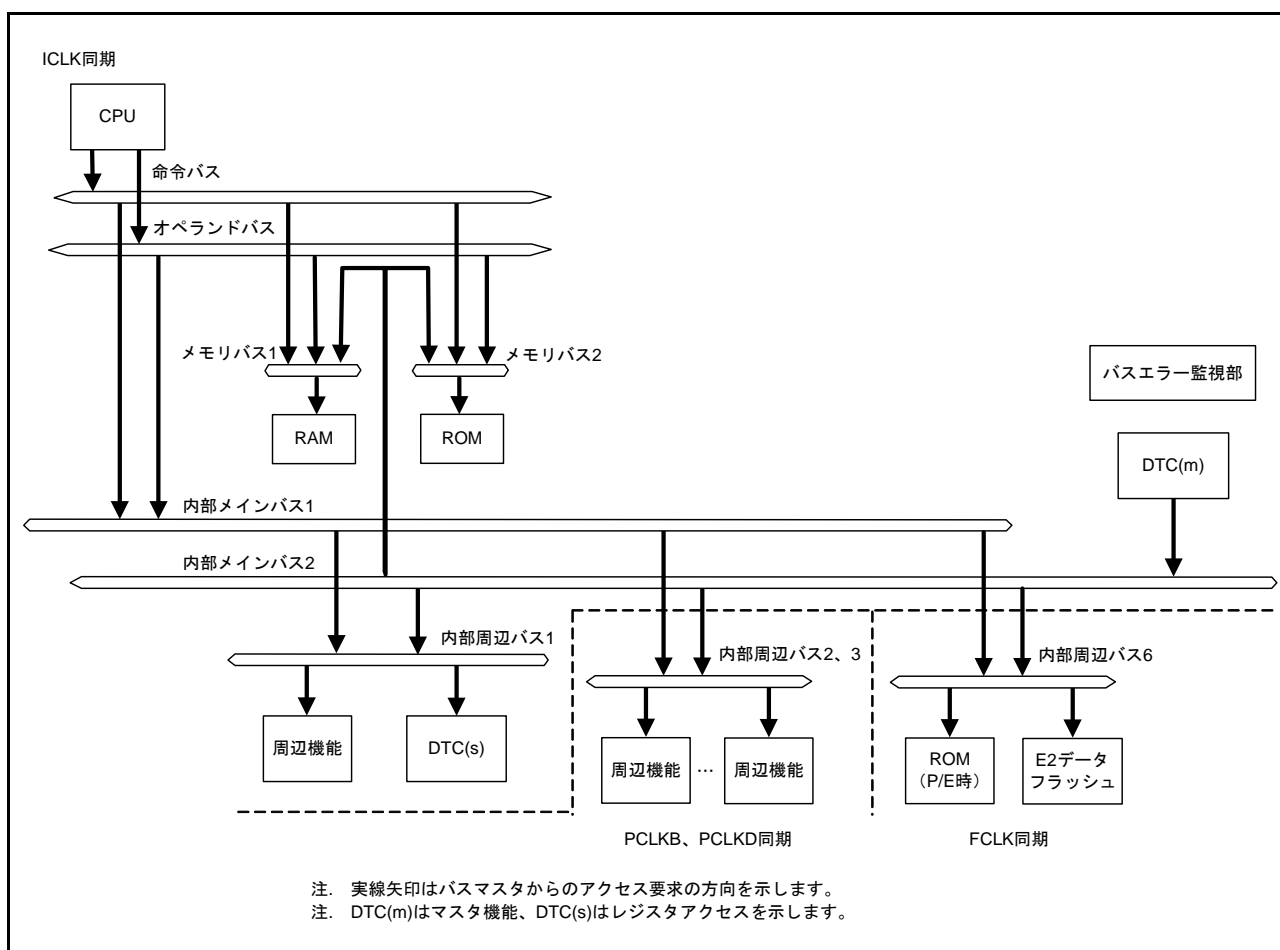 ICLK同期
CPU
命令バス
オペランドバス
メモリバス1
メモリバス2
バスエラー監視部
RAM
ROM
DTC(m)
内部メインバス1
内部メインバス2
内部周辺バス1
内部周辺バス2、3
内部周辺バス6
周辺機能
DTC(s)
周辺機能
…
周辺機能
ROM
（P/E時）
E2データ
フラッシュ
PCLKB、PCLKD同期
FCLK同期
注. 実線矢印はバスマスタからのアクセス要求の方向を示します。
注. DTC(m)はマスタ機能、DTC(s)はレジスタアクセスを示します。